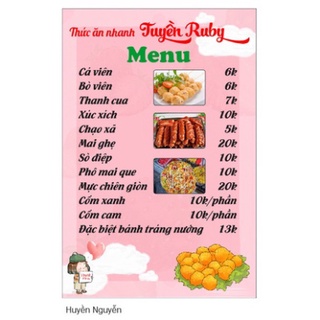 Thức ăn nhanh Tuyền Ruby
Menu
Cá viên 6k
Bò viên 6k
Thanh cua 7k
Xúc xích 10k
Chạo xả 5k
Mai ghẹ 20k
Sò điệp 10k
Phô mai que 10k
Mực chiên giòn 20k
Cốm xanh 10k/phần
Cốm cam 10k/phần
Đặc biệt bánh tráng nướng 13k
Huyền Nguyễn